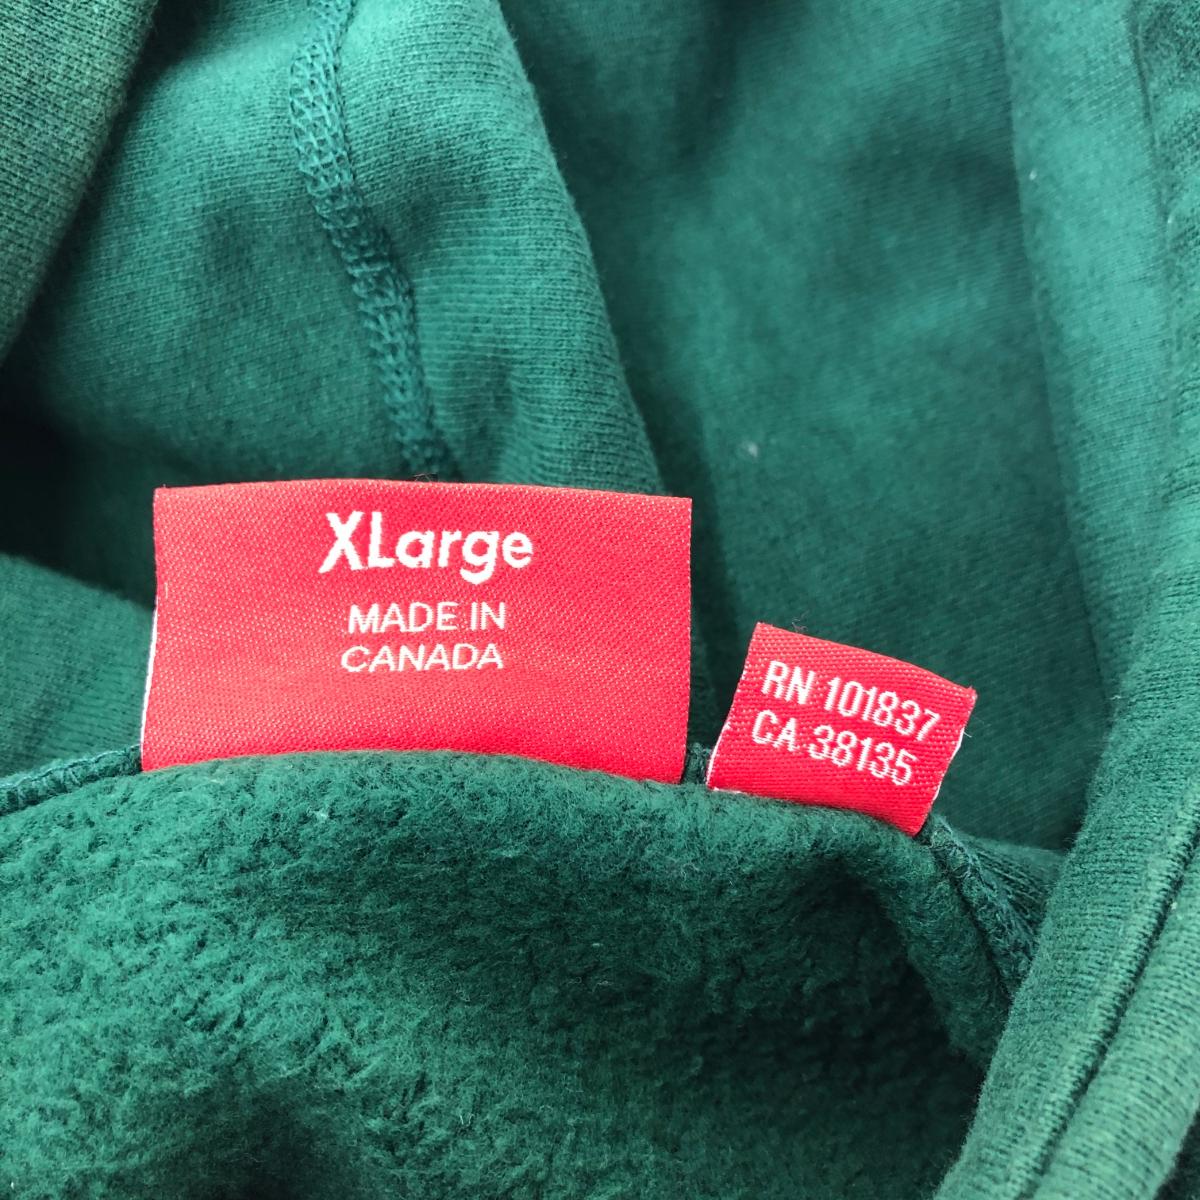 XLarge
MADE IN
CANADA
RN 101837
CA 38135